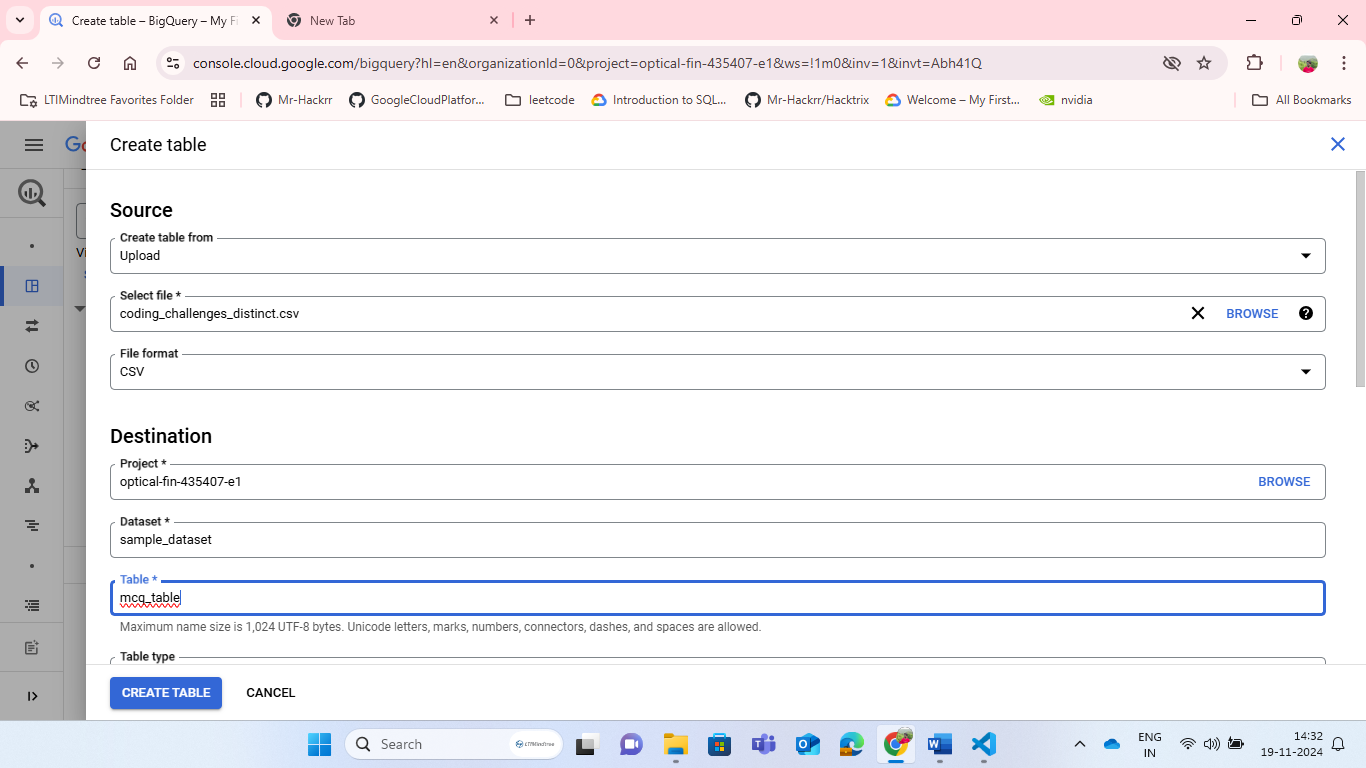 Create table – BigQuery – My Fi
New Tab
console.cloud.google.com/bigquery?hl=en&organizationId=0&project=optical-fin-435407-e1&ws=!1m0&inv=1&invt=Abh41Q
LTIMindtree Favorites Folder
Mr-Hackrr
GoogleCloudPlatfor...
leetcode
Introduction to SQL...
Mr-Hackrr/Hacktrix
Welcome – My First...
nvidia
All Bookmarks
Create table
Source
Create table from
Upload
Select file *
coding_challenges_distinct.csv
BROWSE
File format
CSV
Destination
Project *
optical-fin-435407-e1
BROWSE
Dataset *
sample_dataset
Table *
mcq_table
Maximum name size is 1,024 UTF-8 bytes. Unicode letters, marks, numbers, connectors, dashes, and spaces are allowed.
Table type
CREATE TABLE
CANCEL
Search
LTIMindtree
ENG
IN
14:32
19-11-2024